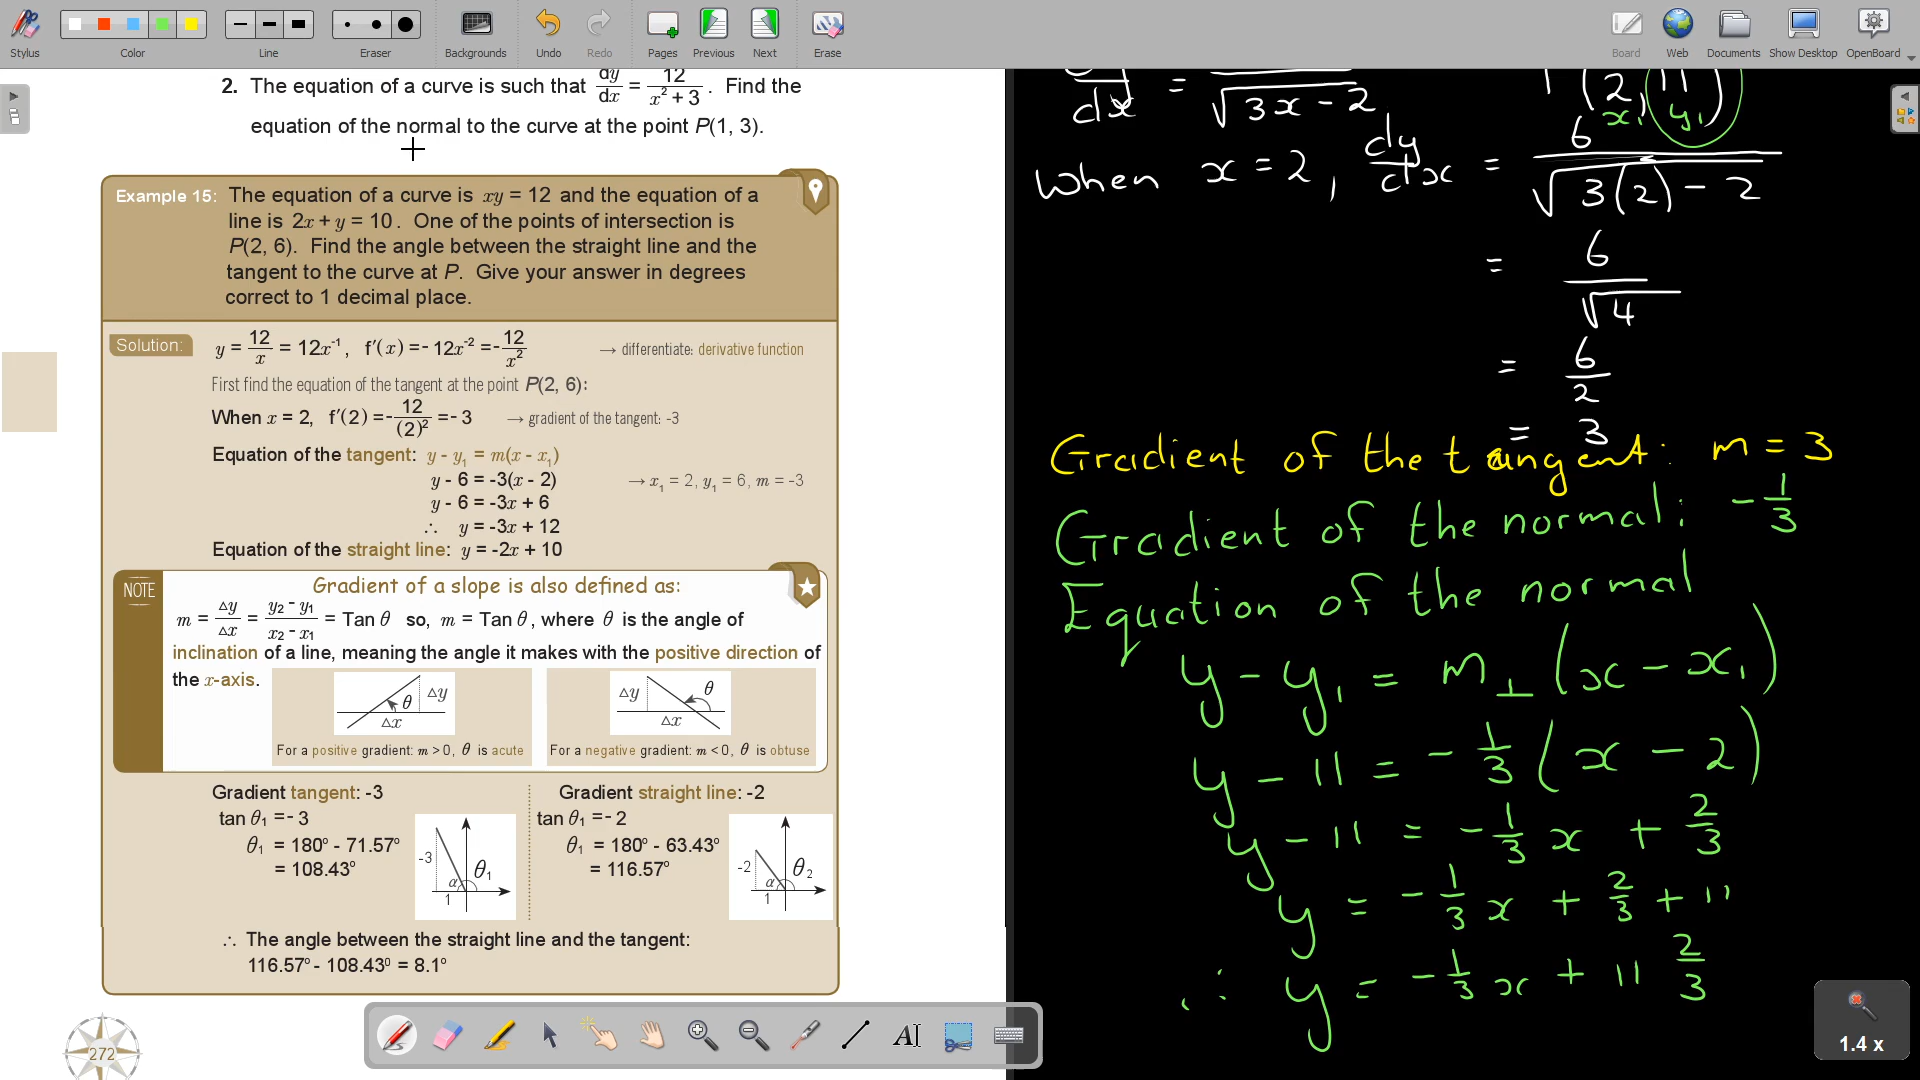 Stylus Color Line Eraser Backgrounds Undo Redo Pages Previous Next Erase Board Web Documents Show Desktop OpenBoard
2. The equation of a curve is such that dy/dx = 12/(x² + 3). Find the
equation of the normal to the curve at the point P(1, 3).
Example 15: The equation of a curve is xy = 12 and the equation of a
line is 2x + y = 10. One of the points of intersection is
P(2, 6). Find the angle between the straight line and the
tangent to the curve at P. Give your answer in degrees
correct to 1 decimal place.
Solution: y = 12/x = 12x⁻¹, f′(x) = - 12x⁻² = - 12/x² → differentiate: derivative function
First find the equation of the tangent at the point P(2, 6):
When x = 2, f′(2) = - 12/(2)² = - 3 → gradient of the tangent: -3
Equation of the tangent: y - y₁ = m(x - x₁)
y - 6 = -3(x - 2) → x₁ = 2, y₁ = 6, m = -3
y - 6 = -3x + 6
∴ y = -3x + 12
Equation of the straight line: y = -2x + 10
NOTE
Gradient of a slope is also defined as:
m = △y/△x = (y₂ - y₁)/(x₂ - x₁) = Tan θ so, m = Tan θ, where θ is the angle of
inclination of a line, meaning the angle it makes with the positive direction of
the x-axis.
△y θ △x
△y θ △x
For a positive gradient: m > 0, θ is acute
For a negative gradient: m < 0, θ is obtuse
Gradient tangent: -3
tan θ₁ = - 3
θ₁ = 180° - 71.57°
= 108.43°
-3 α θ₁ 1
Gradient straight line: -2
tan θ₁ = - 2
θ₁ = 180° - 63.43°
= 116.57°
-2 α θ₂ 1
∴ The angle between the straight line and the tangent:
116.57° - 108.43° = 8.1°
272
dx = √(3x - 2) (2, 11)
x₁ y₁
When x = 2, dy/dx = 6/√(3(2) - 2)
= 6/√4
= 6/2
= 3
Gradient of the tangent: m = 3
Gradient of the normal: - 1/3
Equation of the normal
y - y₁ = m⊥ (x - x₁)
y - 11 = - 1/3 (x - 2)
y - 11 = - 1/3 x + 2/3
y = - 1/3 x + 2/3 + 11
∴ y = - 1/3 x + 11 2/3
1.4 x